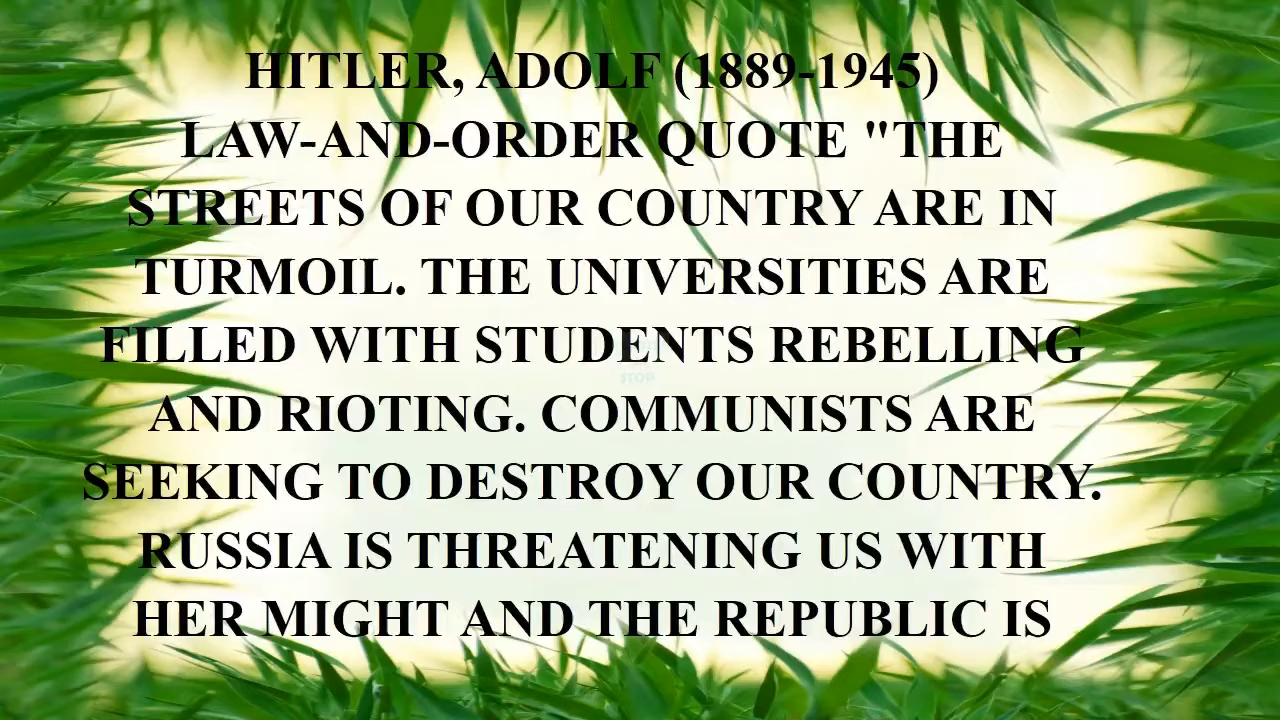 HITLER, ADOLF (1889-1945)
LAW-AND-ORDER QUOTE "THE
STREETS OF OUR COUNTRY ARE IN
TURMOIL. THE UNIVERSITIES ARE
FILLED WITH STUDENTS REBELLING
AND RIOTING. COMMUNISTS ARE
SEEKING TO DESTROY OUR COUNTRY.
RUSSIA IS THREATENING US WITH
HER MIGHT AND THE REPUBLIC IS
STOP